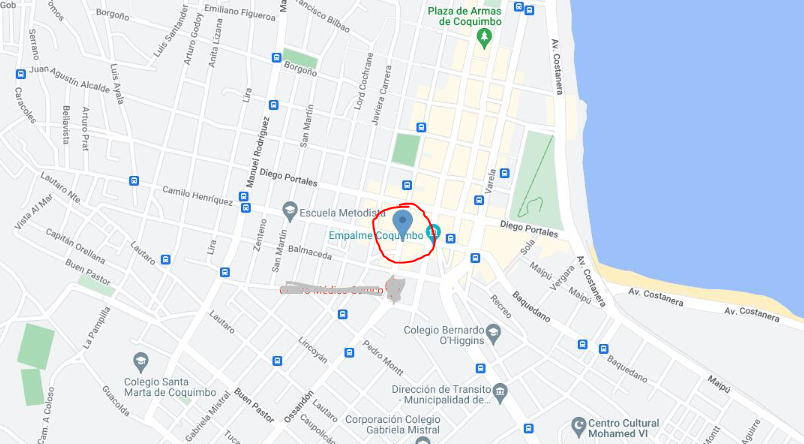 Gob
Serrano
Borgoño
Luis Santander
Arturo Godoy
Anita Lizana
Emiliano Figueroa
Francisco Bilbao
Plaza de Armas
de Coquimbo
Av. Costanera
Juan Agustín Alcalde
Luis Ayala
Caracoles
Bellavista
Arturo Prat
Lira
Manuel Rodríguez
San Martín
Borgoño
Lord Cochrane
Javiera Carrera
Diego Portales
Camilo Henríquez
Lautaro Nte.
Vista Al Mar
Capitán Orellana
Buen Pastor
Lautaro
Lira
Zenteno
San Martín
Escuela Metodista
Balmaceda
Empalme Coquimbo
Varela
Diego Portales
Sola
Maipú
Vergara
Maipú
Av. Costanera
Av. Costanera
Av. Costanera
Baquedano
Recreo
Baquedano
Maipú
La Pampilla
Lautaro
Lincoyán
Pedro Montt
Colegio Bernardo
O'Higgins
Colegio Santa
Marta de Coquimbo
Buen Pastor
Ossandón
Caupolicán
Guacolda
Cam. A Coloso
Gabriela Mistral
Dirección de Transito
- Municipalidad de...
Corporación Colegio
Gabriela Mistral
Centro Cultural
Mohamed VI
Aguirre